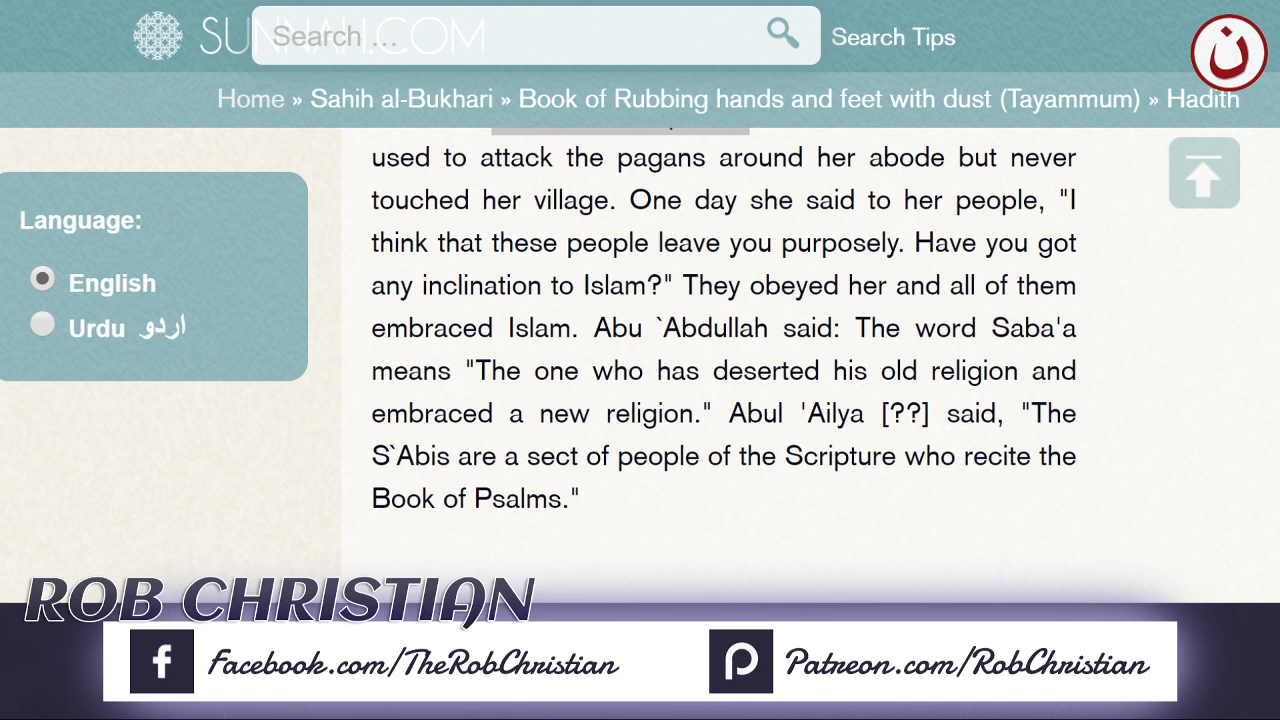 SUNNAH.COM
Search ...
Search Tips
ن
Home » Sahih al-Bukhari » Book of Rubbing hands and feet with dust (Tayammum) » Hadith
used to attack the pagans around her abode but never
touched her village. One day she said to her people, "I
think that these people leave you purposely. Have you got
any inclination to Islam?" They obeyed her and all of them
embraced Islam. Abu `Abdullah said: The word Saba'a
means "The one who has deserted his old religion and
embraced a new religion." Abul 'Ailya [??] said, "The
S`Abis are a sect of people of the Scripture who recite the
Book of Psalms."
Language:
English
Urdu اردو
ROB CHRISTIAN
f Facebook.com/TheRobChristian
Patreon.com/RobChristian